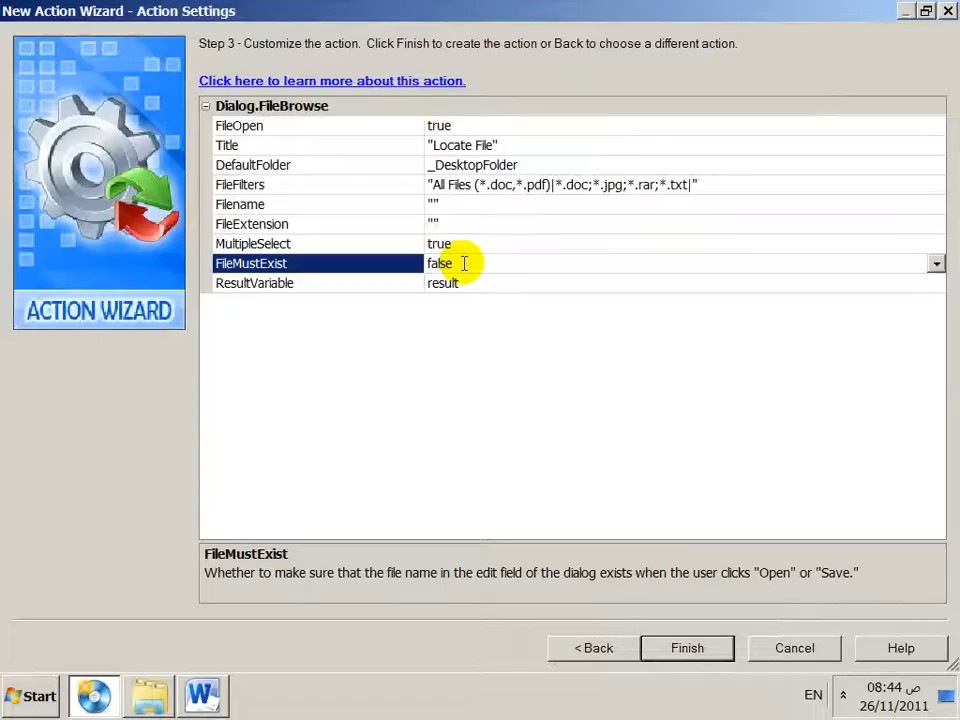 New Action Wizard - Action Settings
Step 3 - Customize the action. Click Finish to create the action or Back to choose a different action.
Click here to learn more about this action.
Dialog.FileBrowse
FileOpen true
Title "Locate File"
DefaultFolder _DesktopFolder
FileFilters "All Files (*.doc,*.pdf)|*.doc;*.jpg;*.rar;*.txt|"
Filename ""
FileExtension ""
MultipleSelect true
FileMustExist false
ResultVariable result
ACTION WIZARD
FileMustExist
Whether to make sure that the file name in the edit field of the dialog exists when the user clicks "Open" or "Save."
< Back Finish Cancel Help
Start W EN ص 08:44
26/11/2011